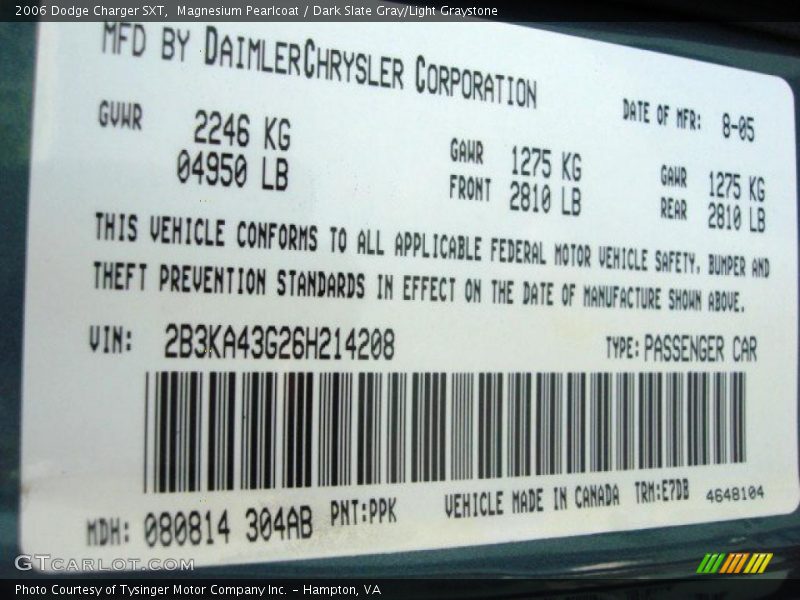 2006 Dodge Charger SXT, Magnesium Pearlcoat / Dark Slate Gray/Light Graystone
MFD BY DAIMLERCHRYSLER CORPORATION
DATE OF MFR: 8-05
GVWR 2246 KG
04950 LB
GAWR 1275 KG
FRONT 2810 LB
GAWR 1275 KG
REAR 2810 LB
THIS VEHICLE CONFORMS TO ALL APPLICABLE FEDERAL MOTOR VEHICLE SAFETY, BUMPER AND
THEFT PREVENTION STANDARDS IN EFFECT ON THE DATE OF MANUFACTURE SHOWN ABOVE.
VIN: 2B3KA43G26H214208
TYPE: PASSENGER CAR
MDH: 080814 304AB
PNT:PPK
VEHICLE MADE IN CANADA
TRM:E7DB
4648104
GTCARLOT.COM
Photo Courtesy of Tysinger Motor Company Inc. - Hampton, VA